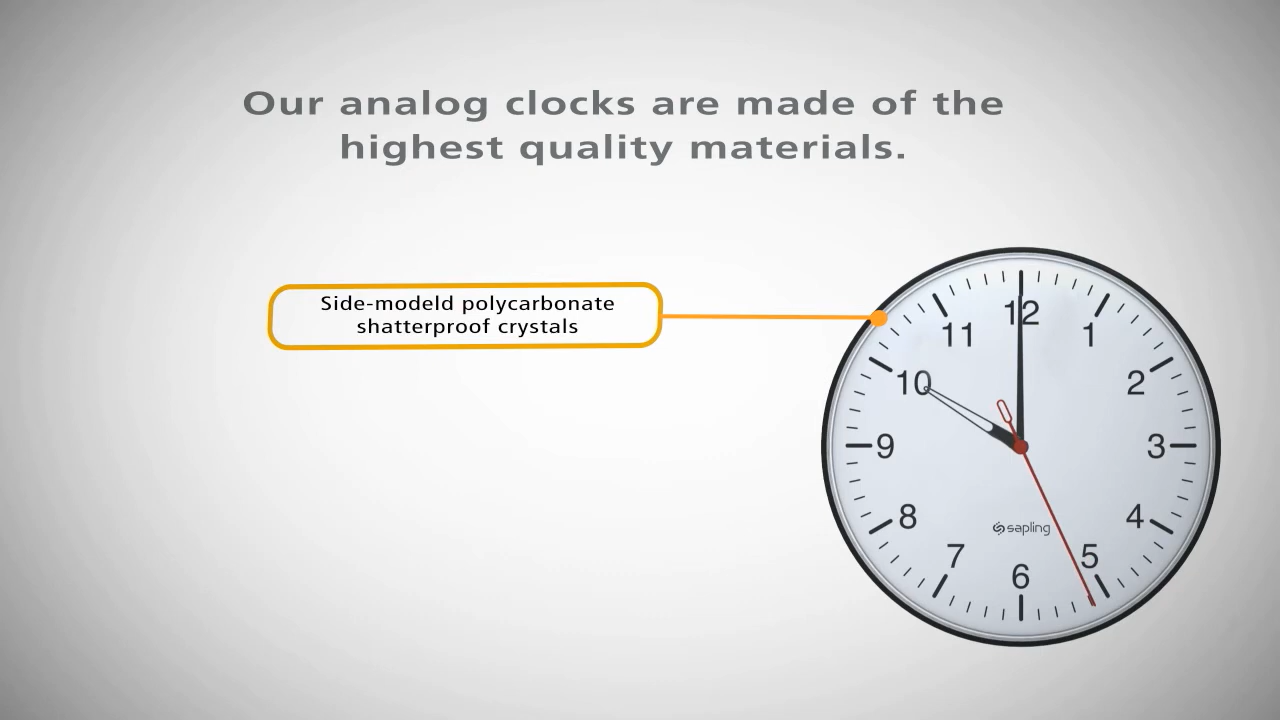 Our analog clocks are made of the
highest quality materials.
Side-modeld polycarbonate
shatterproof crystals
12
11
1
10
2
9
3
8
4
sapling
7
5
6